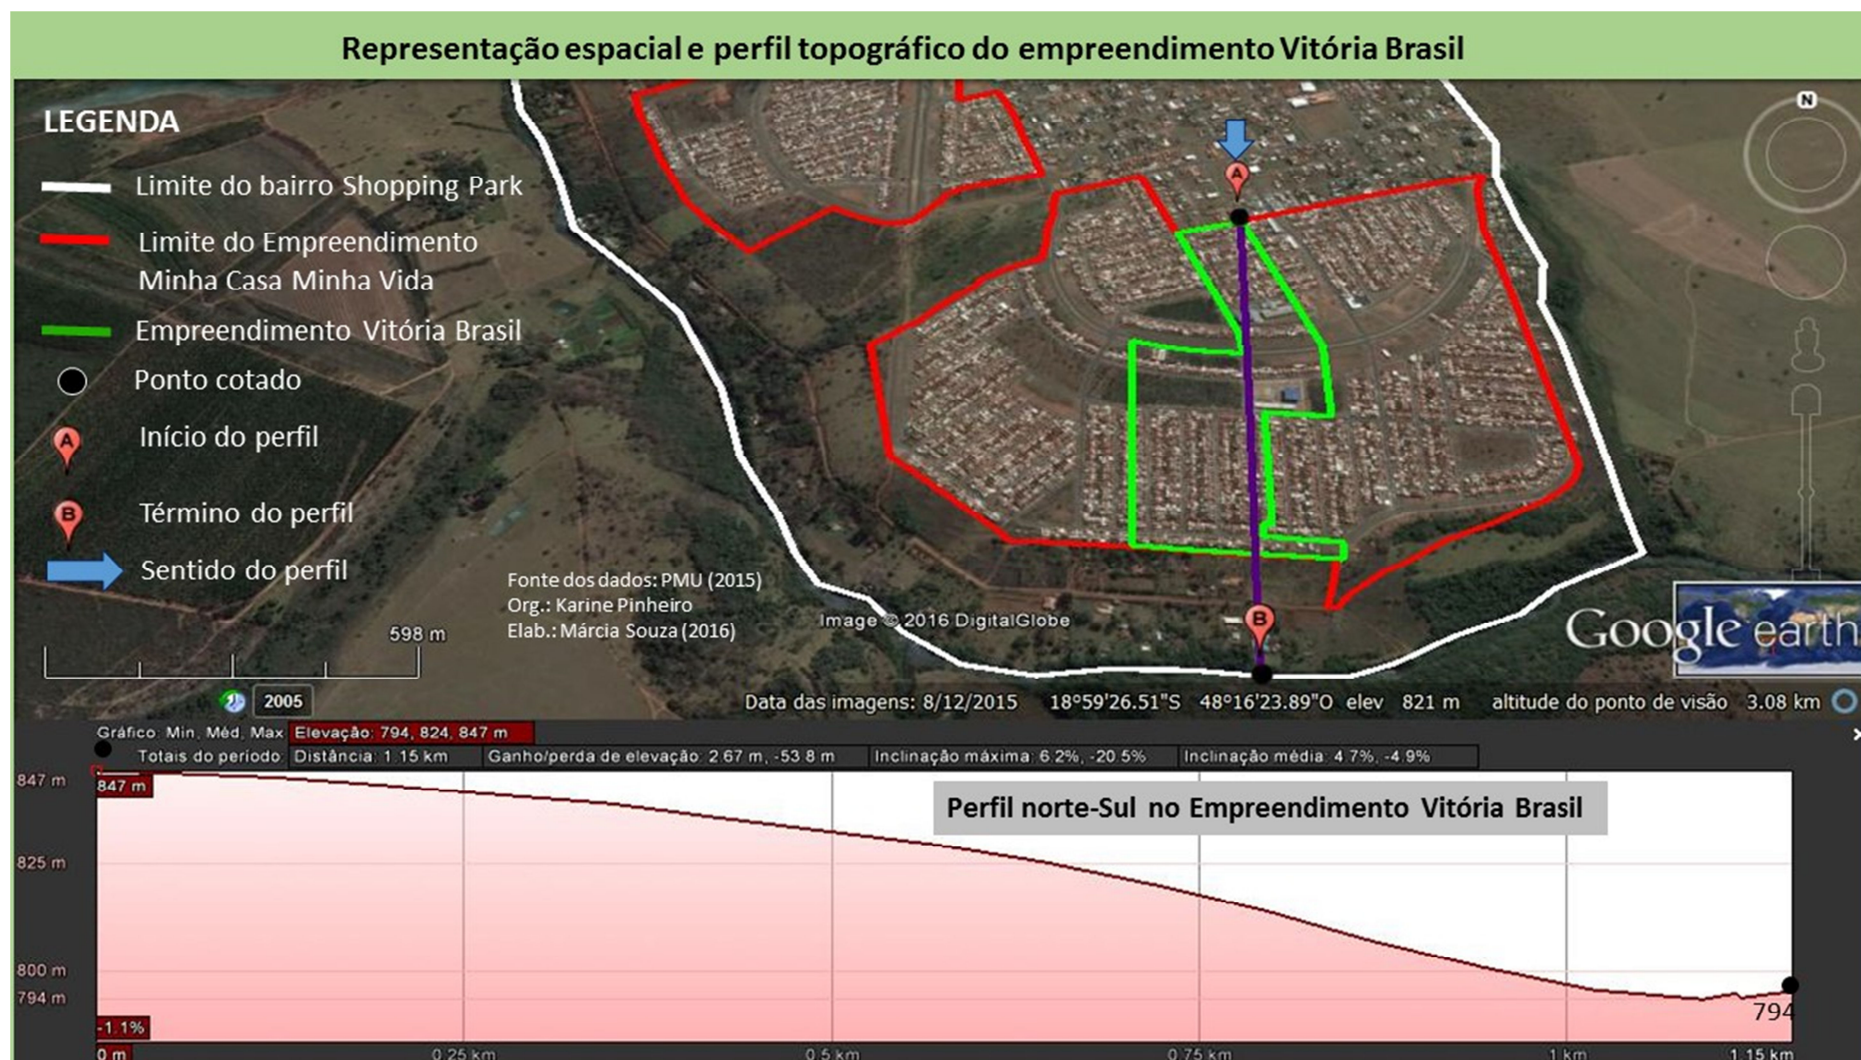 Representação espacial e perfil topográfico do empreendimento Vitória Brasil
LEGENDA
Limite do bairro Shopping Park
Limite do Empreendimento
Minha Casa Minha Vida
Empreendimento Vitória Brasil
Ponto cotado
A
Início do perfil
B
Término do perfil
Sentido do perfil
Fonte dos dados: PMU (2015)
Org.: Karine Pinheiro
Elab.: Márcia Souza (2016)
598 m
2005
A
B
N
Image © 2016 DigitalGlobe
Google earth
Data das imagens: 8/12/2015 18°59'26.51"S 48°16'23.89"O elev 821 m altitude do ponto de visão 3.08 km
Gráfico: Min, Méd, Max Elevação: 794, 824, 847 m
Totais do período: Distância: 1.15 km Ganho/perda de elevação: 2.67 m, -53.8 m Inclinação máxima: 6.2%, -20.5% Inclinação média: 4.7%, -4.9%
847 m
847 m
Perfil norte-Sul no Empreendimento Vitória Brasil
825 m
800 m
794 m
794
-1.1%
0 m 0.25 km 0.5 km 0.75 km 1 km 1.15 km